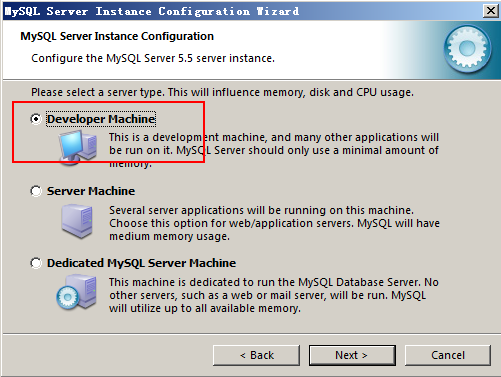 MySQL Server Instance Configuration Wizard
MySQL Server Instance Configuration
Configure the MySQL Server 5.5 server instance.
Please select a server type. This will influence memory, disk and CPU usage.
Developer Machine
This is a development machine, and many other applications will
be run on it. MySQL Server should only use a minimal amount of
memory.
Server Machine
Several server applications will be running on this machine.
Choose this option for web/application servers. MySQL will have
medium memory usage.
Dedicated MySQL Server Machine
This machine is dedicated to run the MySQL Database Server. No
other servers, such as a web or mail server, will be run. MySQL
will utilize up to all available memory.
< Back
Next >
Cancel